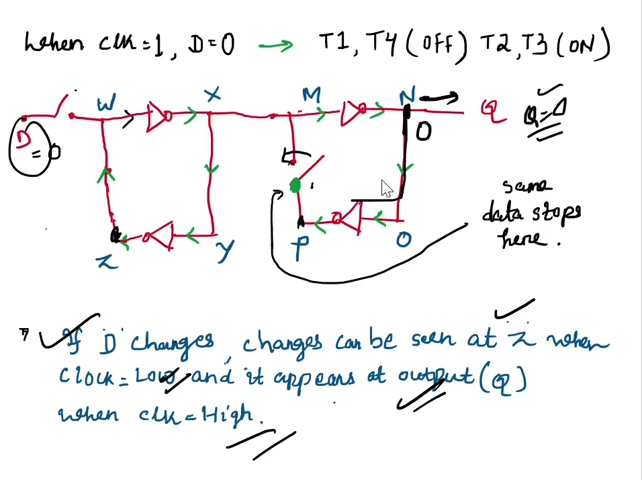 When clk=1, D=0 → T1, T4 (OFF) T2, T3 (ON)
W X M N Q Q=0
D=0 0
same
data stops
here.
Z Y P O
If D changes, changes can be seen at Z when
Clock=Low and it appears at output (Q)
when clk=High.